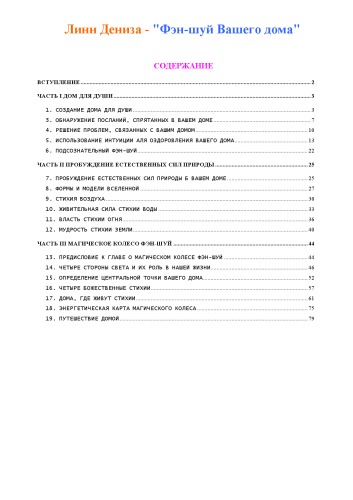 Линн Дениза - "Фэн-шуй Вашего дома"
СОДЕРЖАНИЕ
ВСТУПЛЕНИЕ 2
ЧАСТЬ I ДОМ ДЛЯ ДУШИ 3
1. СОЗДАНИЕ ДОМА ДЛЯ ДУШИ 3
3. ОБНАРУЖЕНИЕ ПОСЛАНИЙ, СПРЯТАННЫХ В ВАШЕМ ДОМЕ 7
4. РЕШЕНИЕ ПРОБЛЕМ, СВЯЗАННЫХ С ВАШИМ ДОМОМ 10
5. ИСПОЛЬЗОВАНИЕ ИНТУИЦИИ АЛЯ ОЗДОРОВЛЕНИЯ ВАШЕГО ДОМА 13
6. ПОДСОЗНАТЕЛЬНЫЙ ФЭН-ШУЙ 22
ЧАСТЬ II ПРОБУЖДЕНИЕ ЕСТЕСТВЕННЫХ СИЛ ПРИРОДЫ 25
7. ПРОБУЖДЕНИЕ ЕСТЕСТВЕННЫХ СИЛ ПРИРОДЫ Б ВАШЕМ ДОМЕ 25
8. ФОРМЫ И МОДЕЛИ ВСЕЛЕННОЙ 27
9. СТИХИЯ ВОЗДУХА 30
10. ЖИВИТЕЛЬНАЯ СИЛА СТИХИИ ВОДЫ 33
11. ВЛАСТЬ СТИХИИ ОГНЯ 36
12. МУДРОСТЬ СТИХИИ ЗЕМЛИ 40
ЧАСТЬ III МАГИЧЕСКОЕ КОЛЕСО ФЭН-ШУЙ 44
13. ПРЕДИСЛОВИЕ К ГЛАВЕ О МАГИЧЕСКОМ КОЛЕСЕ ФЭН-ШУЙ 44
14. ЧЕТЫРЕ СТОРОНЫ СВЕТА И ИХ РОЛЬ В НАШЕЙ ЖИЗНИ 46
15. ОПРЕДЕЛЕНИЕ ЦЕНТРАЛЬНОЙ ТОЧКИ ВАШЕГО ДОМА 52
16. ЧЕТЫРЕ БОЖЕСТВЕННЫЕ СТИХИИ 57
17. ДОМА, ГДЕ ЖИВУТ СТИХИИ 61
18. ЭНЕРГЕТИЧЕСКАЯ КАРТА МАГИЧЕСКОГО КОЛЕСА 75
19. ПУТЕШЕСТВИЕ ДОМОЙ 79